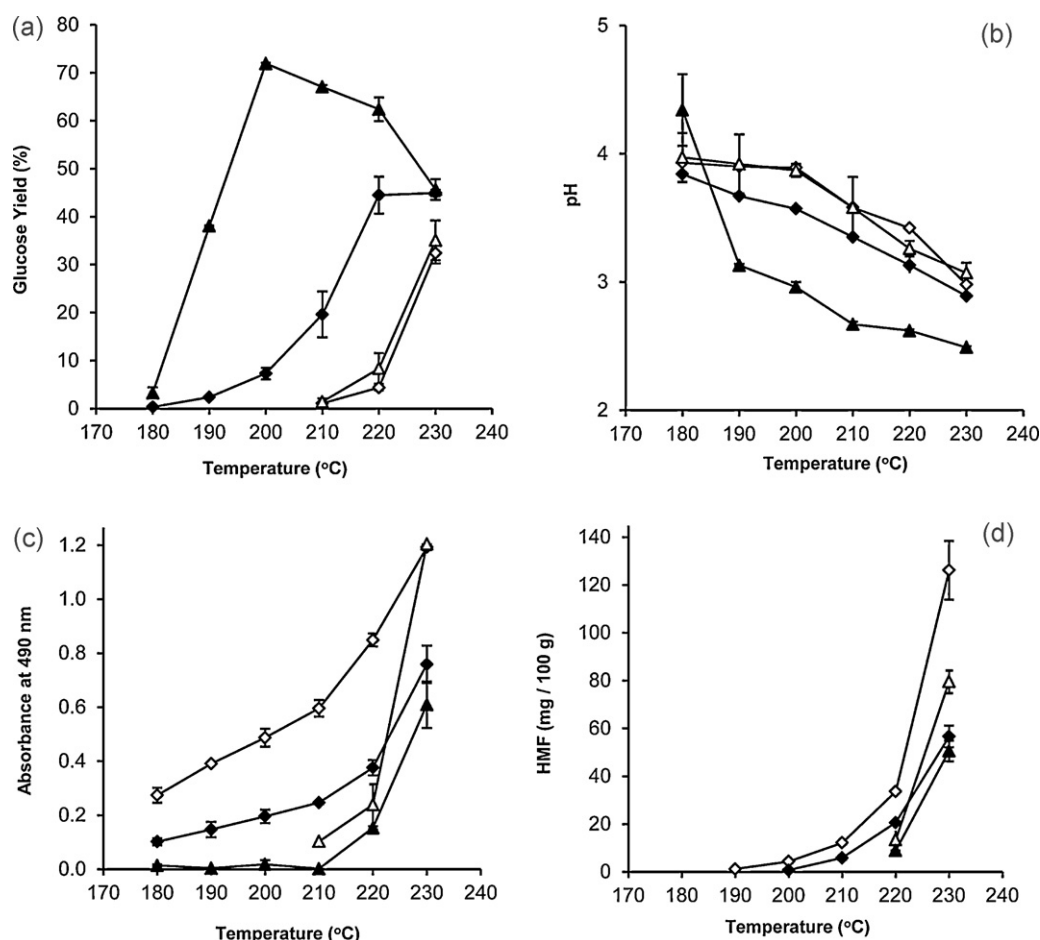 (a)
80
70
60
50
40
30
20
10
0
Glucose Yield (%)
170 180 190 200 210 220 230 240
Temperature (°C)
(b)
5
4
3
2
pH
170 180 190 200 210 220 230 240
Temperature (°C)
(c)
1.2
1.0
0.8
0.6
0.4
0.2
0.0
Absorbance at 490 nm
170 180 190 200 210 220 230 240
Temperature (°C)
(d)
140
120
100
80
60
40
20
0
HMF (mg / 100 g)
170 180 190 200 210 220 230 240
Temperature (°C)